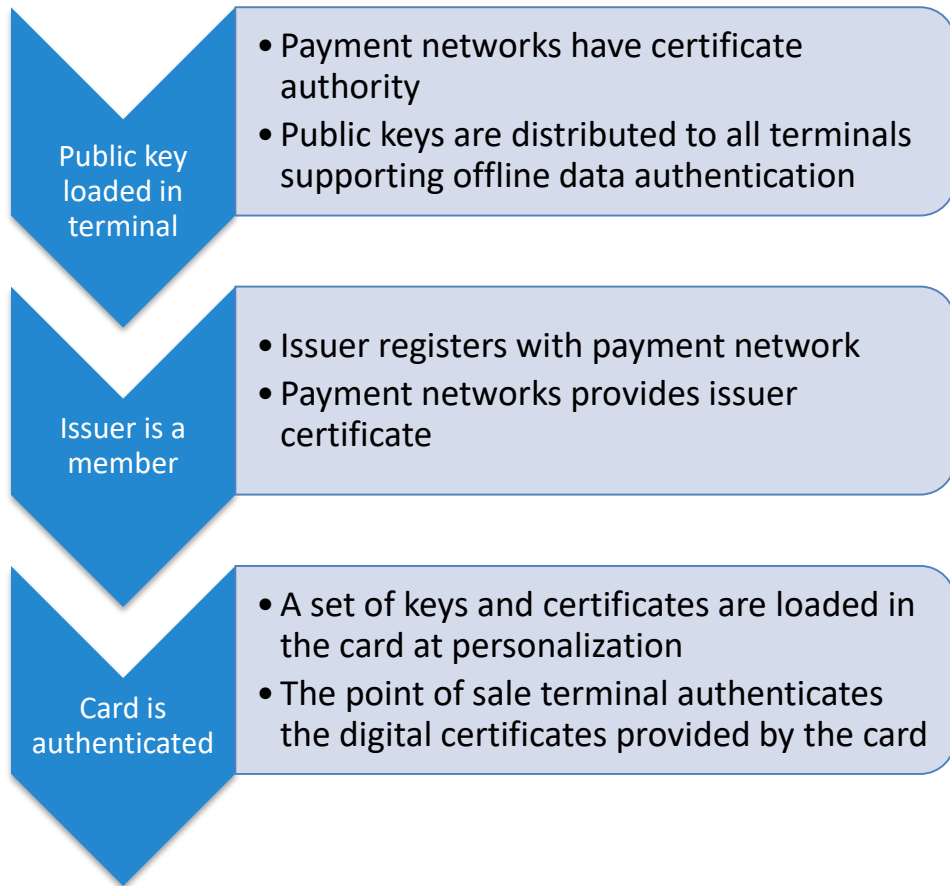 Public key
loaded in
terminal
• Payment networks have certificate
authority
• Public keys are distributed to all terminals
supporting offline data authentication
Issuer is a
member
• Issuer registers with payment network
• Payment networks provides issuer
certificate
Card is
authenticated
• A set of keys and certificates are loaded in
the card at personalization
• The point of sale terminal authenticates
the digital certificates provided by the card